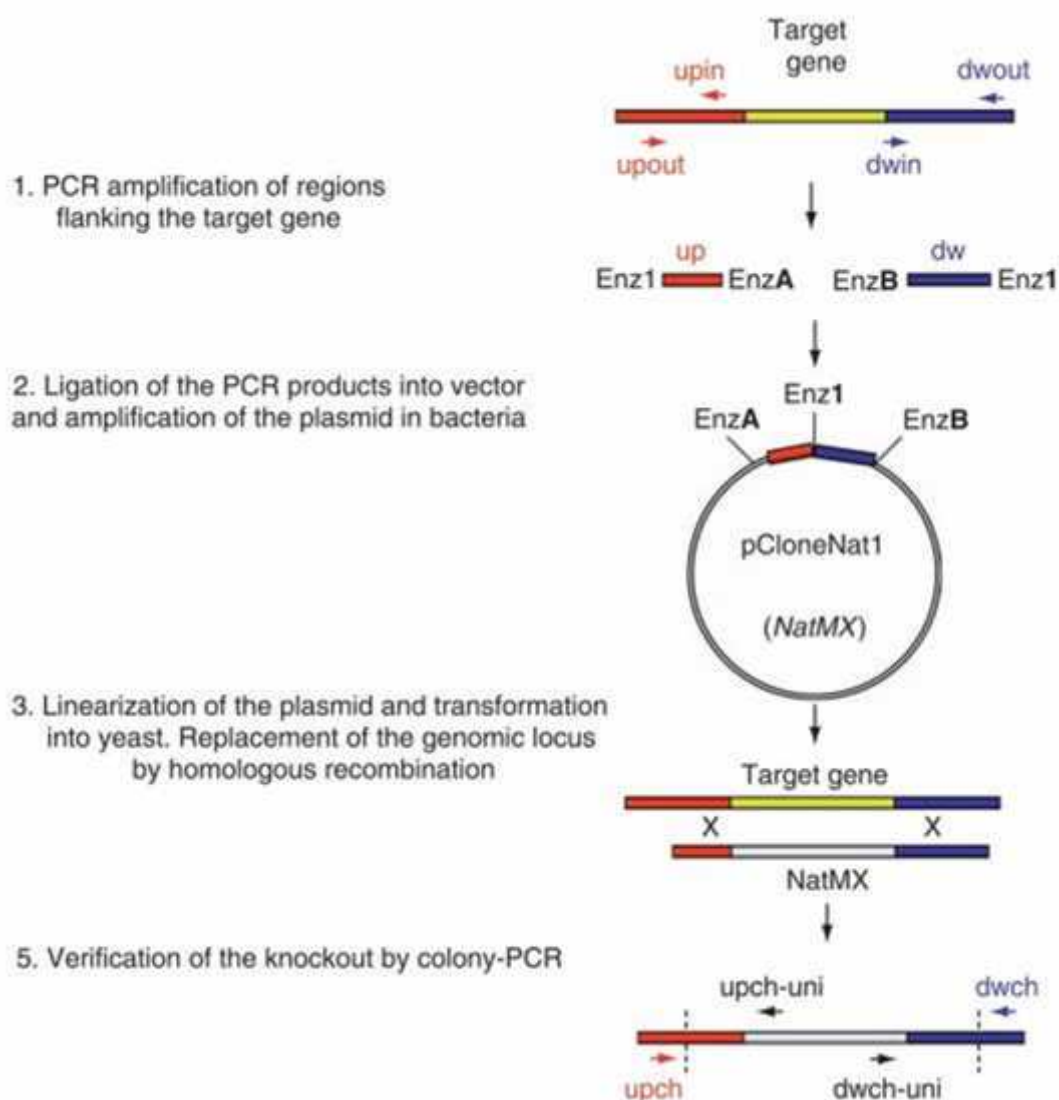 Target
gene
upin
dwout
upout
dwin
1. PCR amplification of regions
flanking the target gene
up
dw
Enz1
EnzA
EnzB
Enz1
2. Ligation of the PCR products into vector
and amplification of the plasmid in bacteria
Enz1
EnzA
EnzB
pCloneNat1
(NatMX)
3. Linearization of the plasmid and transformation
into yeast. Replacement of the genomic locus
by homologous recombination
Target gene
X
X
NatMX
5. Verification of the knockout by colony-PCR
upch-uni
dwch
upch
dwch-uni